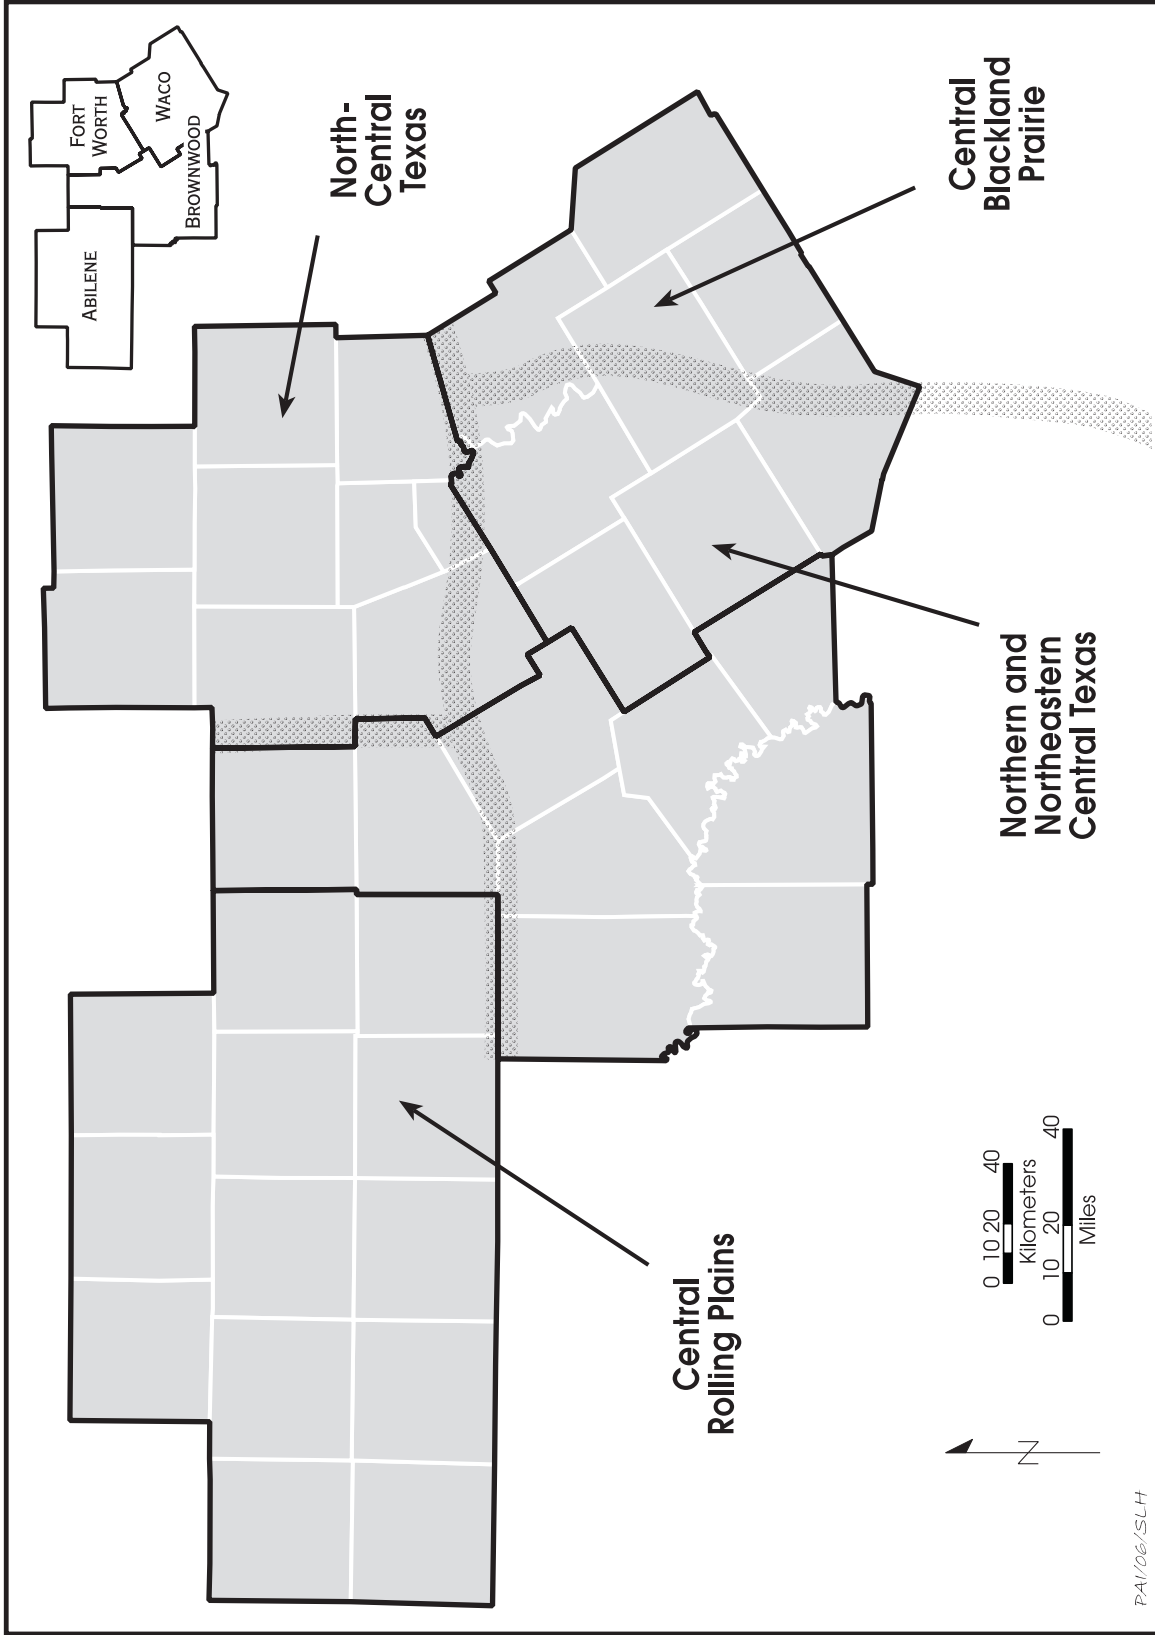 FORT
WORTH
WACO
BROWNWOOD
ABILENE
North-
Central
Texas
Central
Blackland
Prairie
Northern and
Northeastern
Central Texas
Central
Rolling Plains
0 10 20 40
Kilometers
0 10 20 40
Miles
N
PAI/06/SLH